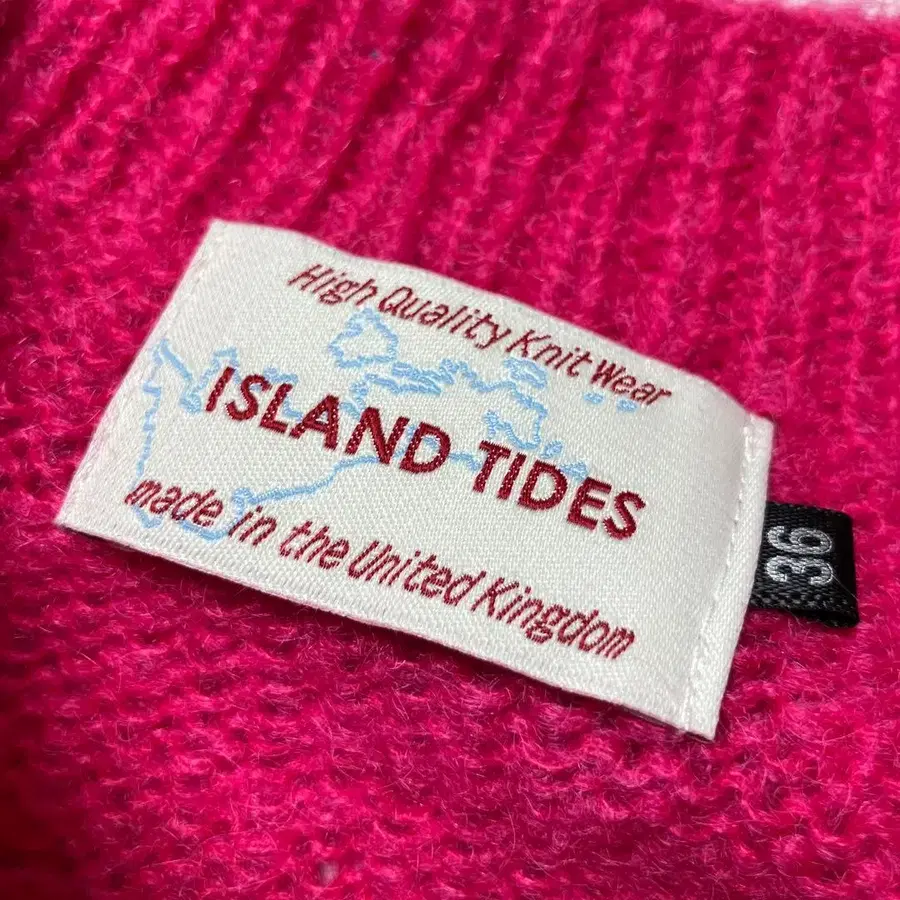 High Quality Knit Wear
ISLAND TIDES
made in the United Kingdom
36